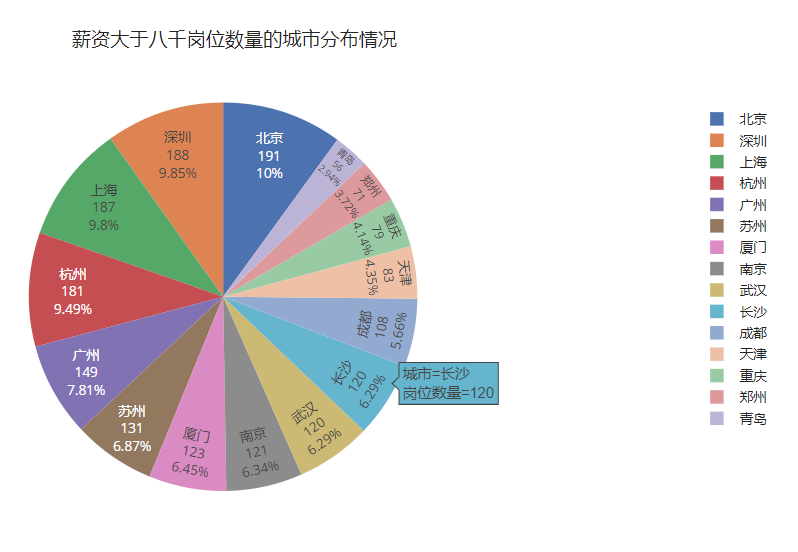 薪资大于八千岗位数量的城市分布情况
北京
191
10%
青岛
56
2.94%
郑州
71
3.72%
重庆
79
4.14%
天津
83
4.35%
成都
108
5.66%
长沙
120
6.29%
城市=长沙
岗位数量=120
武汉
120
6.29%
南京
121
6.34%
厦门
123
6.45%
苏州
131
6.87%
广州
149
7.81%
杭州
181
9.49%
上海
187
9.8%
深圳
188
9.85%
北京
深圳
上海
杭州
广州
苏州
厦门
南京
武汉
长沙
成都
天津
重庆
郑州
青岛